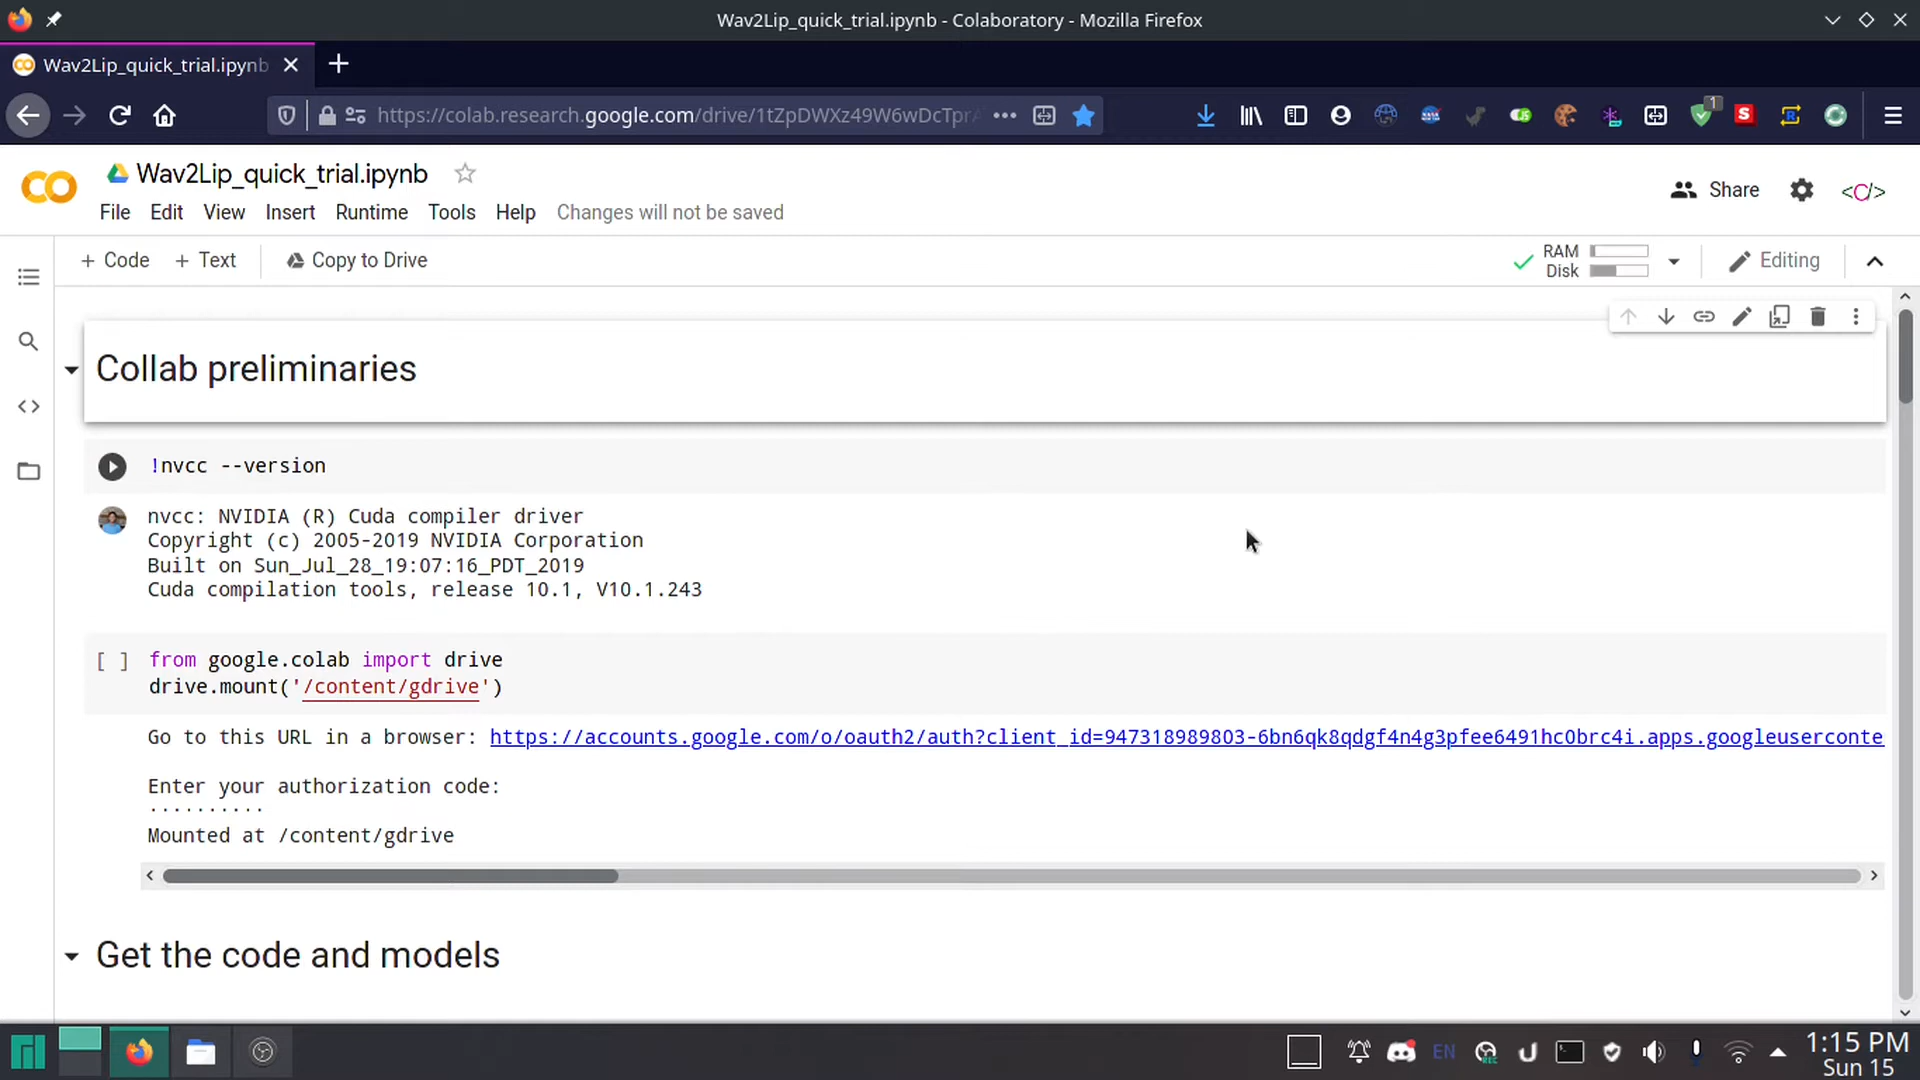 Wav2Lip_quick_trial.ipynb - Colaboratory - Mozilla Firefox
Wav2Lip_quick_trial.ipynb
https://colab.research.google.com/drive/1tZpDWXz49W6wDcTpr
1
S
Wav2Lip_quick_trial.ipynb
Share
File Edit View Insert Runtime Tools Help Changes will not be saved
+ Code + Text Copy to Drive
RAM
Disk
Editing
Collab preliminaries
!nvcc --version
nvcc: NVIDIA (R) Cuda compiler driver
Copyright (c) 2005-2019 NVIDIA Corporation
Built on Sun_Jul_28_19:07:16_PDT_2019
Cuda compilation tools, release 10.1, V10.1.243
[ ] from google.colab import drive
drive.mount('/content/gdrive')
Go to this URL in a browser: https://accounts.google.com/o/oauth2/auth?client_id=947318989803-6bn6qk8qdgf4n4g3pfee6491hc0brc4i.apps.googleuserconte
Enter your authorization code:
··········
Mounted at /content/gdrive
Get the code and models
EN
REC
1:15 PM
Sun 15